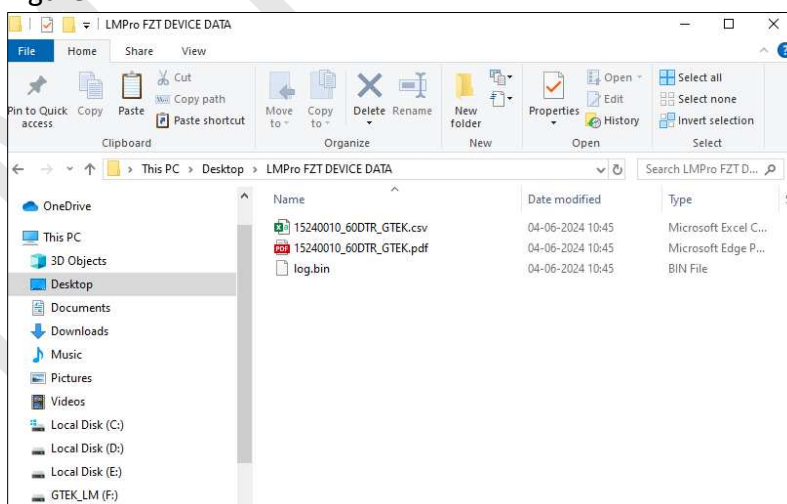 LMPro FZT DEVICE DATA
File Home Share View
Pin to Quick access
Copy
Paste
Cut
Copy path
Paste shortcut
Move to
Copy to
Delete
Rename
New folder
Properties
Open
Edit
History
Select all
Select none
Invert selection
Clipboard Organize New Open Select
This PC > Desktop > LMPro FZT DEVICE DATA
Search LMPro FZT D...
OneDrive
This PC
3D Objects
Desktop
Documents
Downloads
Music
Pictures
Videos
Local Disk (C:)
Local Disk (D:)
Local Disk (E:)
GTEK_LM (F:)
Name Date modified Type
15240010_60DTR_GTEK.csv 04-06-2024 10:45 Microsoft Excel C...
15240010_60DTR_GTEK.pdf 04-06-2024 10:45 Microsoft Edge P...
log.bin 04-06-2024 10:45 BIN File